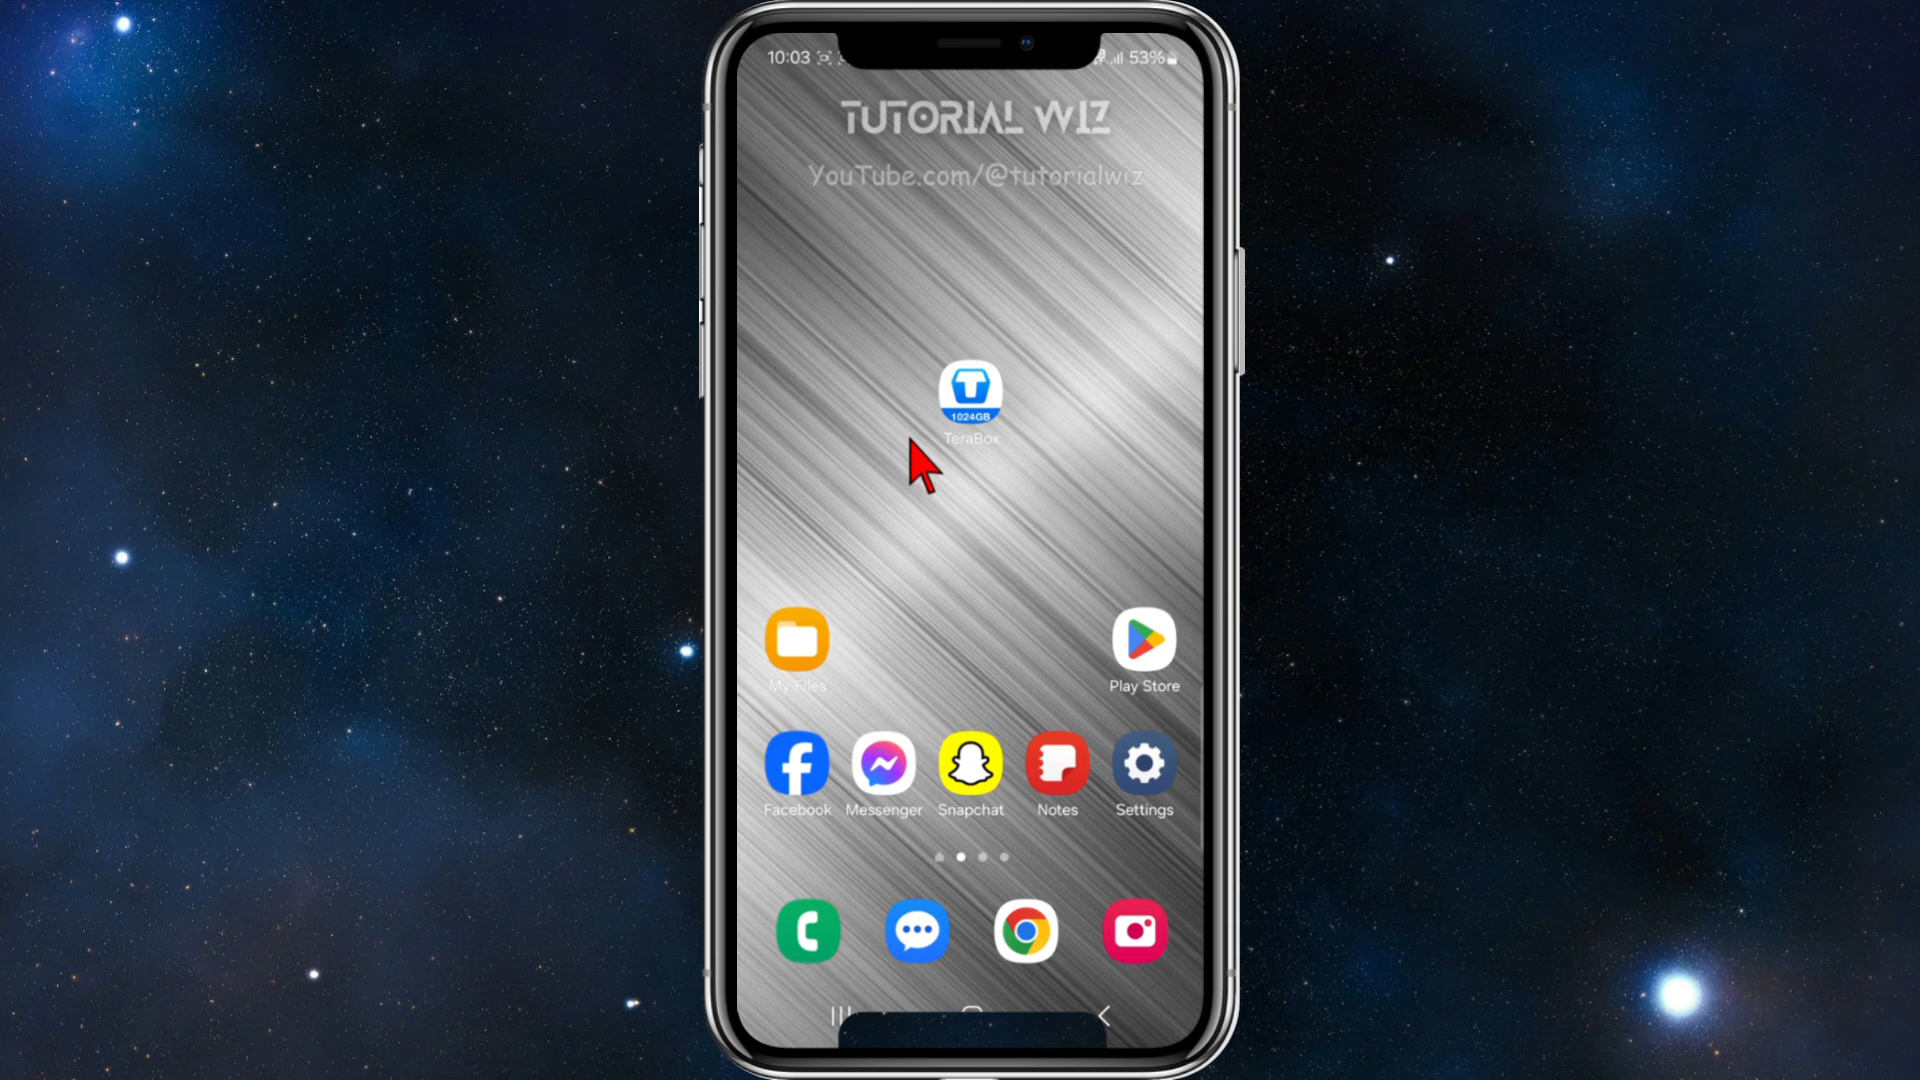 10:03
53%
TUTORIAL WIZ
YouTube.com/@tutorialwiz
1024GB
TeraBox
My Files
Play Store
Facebook Messenger Snapchat Notes Settings